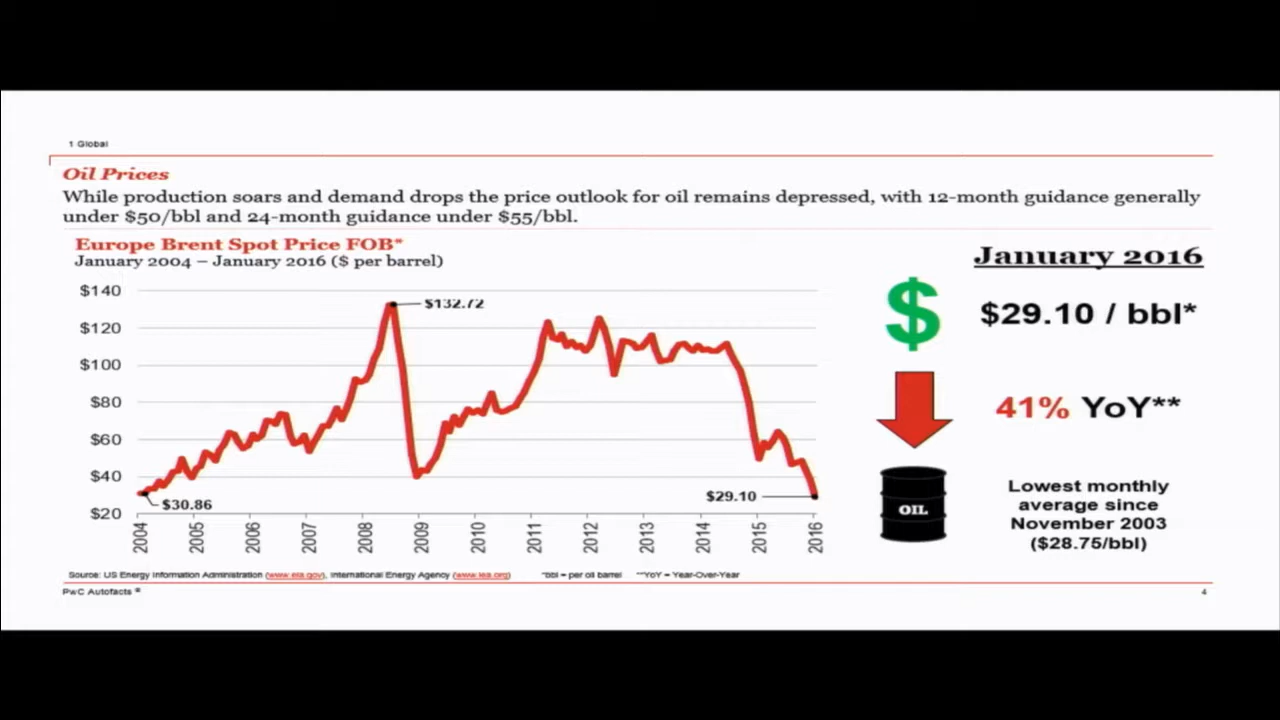 1 Global
Oil Prices
While production soars and demand drops the price outlook for oil remains depressed, with 12-month guidance generally
under $50/bbl and 24-month guidance under $55/bbl.
Europe Brent Spot Price FOB*
January 2004 – January 2016 ($ per barrel)
$140
$120
$100
$80
$60
$40
$20
$132.72
$30.86
$29.10
2004
2005
2006
2007
2008
2009
2010
2011
2012
2013
2014
2015
2016
January 2016
$
$29.10 / bbl*
41% YoY**
OIL
Lowest monthly
average since
November 2003
($28.75/bbl)
Source: US Energy Information Administration (www.eia.gov), International Energy Agency (www.iea.org) *bbl = per oil barrel **YoY = Year-Over-Year
PwC Autofacts ®
4